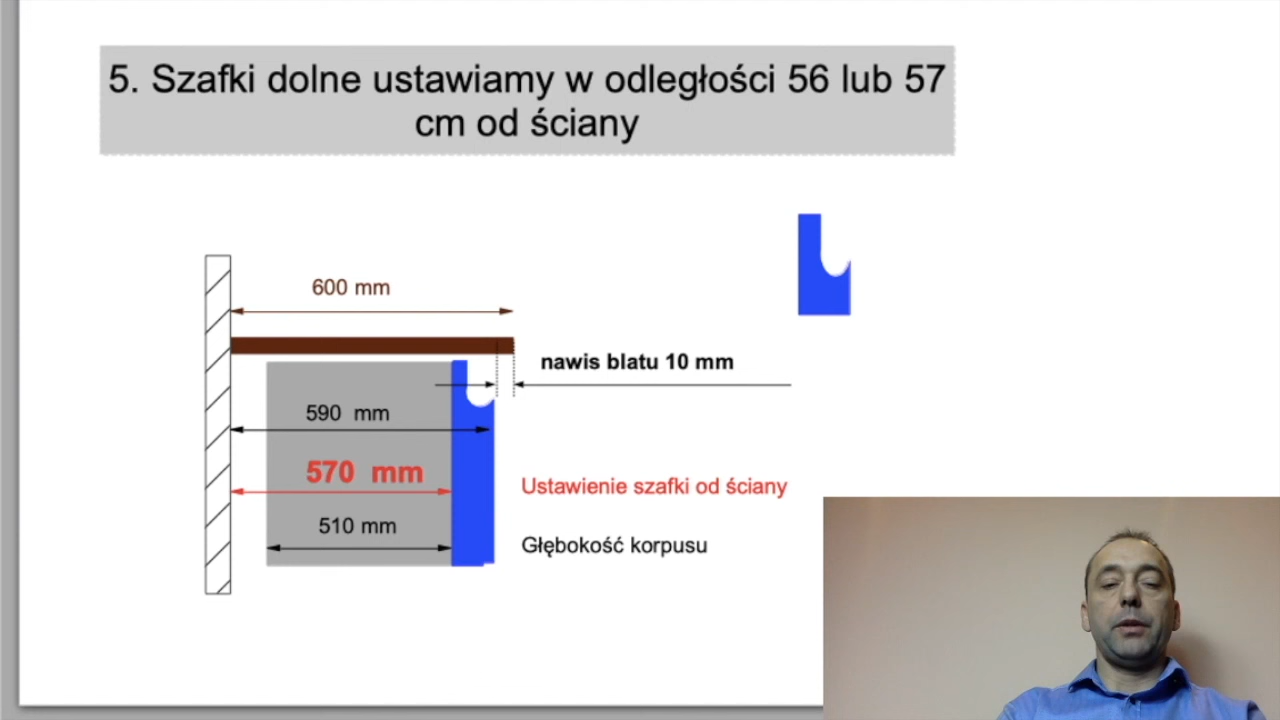 5. Szafki dolne ustawiamy w odległości 56 lub 57
cm od ściany
600 mm
nawis blatu 10 mm
590 mm
570 mm
Ustawienie szafki od ściany
510 mm
Głębokość korpusu